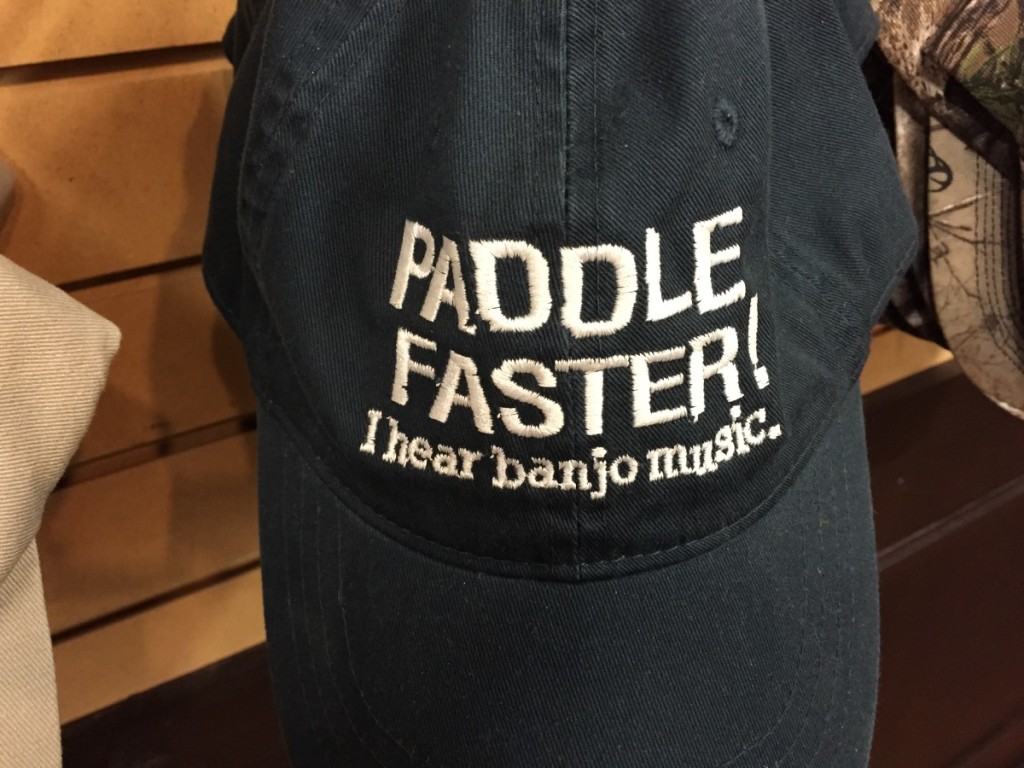 PADDLE
FASTER!
I hear banjo music.